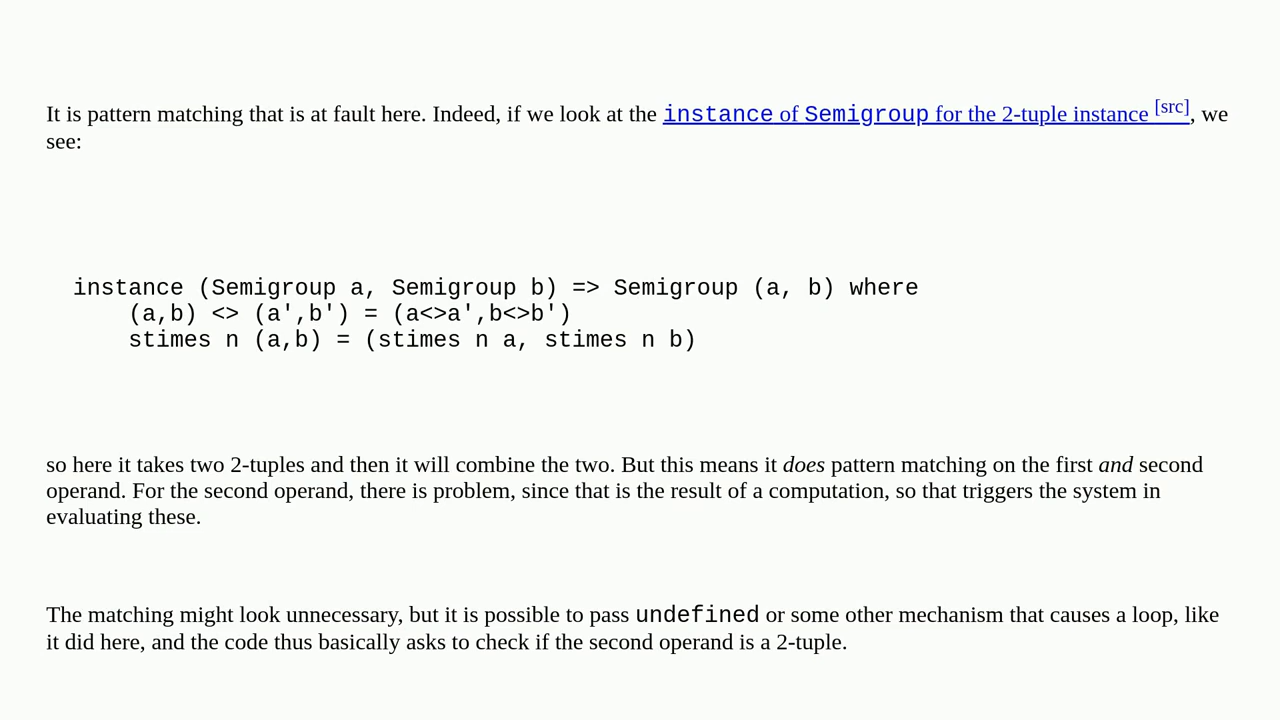 It is pattern matching that is at fault here. Indeed, if we look at the instance of Semigroup for the 2-tuple instance [src], we
see:
instance (Semigroup a, Semigroup b) => Semigroup (a, b) where
    (a,b) <> (a',b') = (a<>a',b<>b')
    stimes n (a,b) = (stimes n a, stimes n b)
so here it takes two 2-tuples and then it will combine the two. But this means it does pattern matching on the first and second
operand. For the second operand, there is problem, since that is the result of a computation, so that triggers the system in
evaluating these.
The matching might look unnecessary, but it is possible to pass undefined or some other mechanism that causes a loop, like
it did here, and the code thus basically asks to check if the second operand is a 2-tuple.